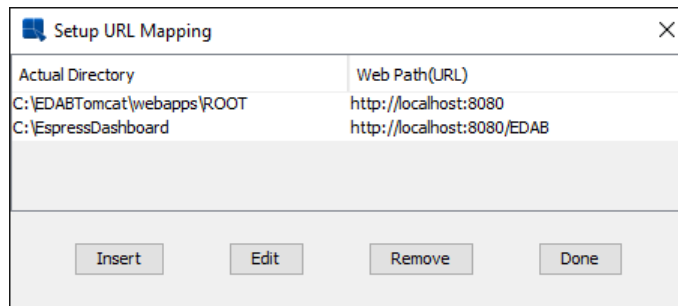 Setup URL Mapping
Actual Directory Web Path(URL)
C:\EDABTomcat\webapps\ROOT http://localhost:8080
C:\EspressDashboard http://localhost:8080/EDAB
Insert Edit Remove Done